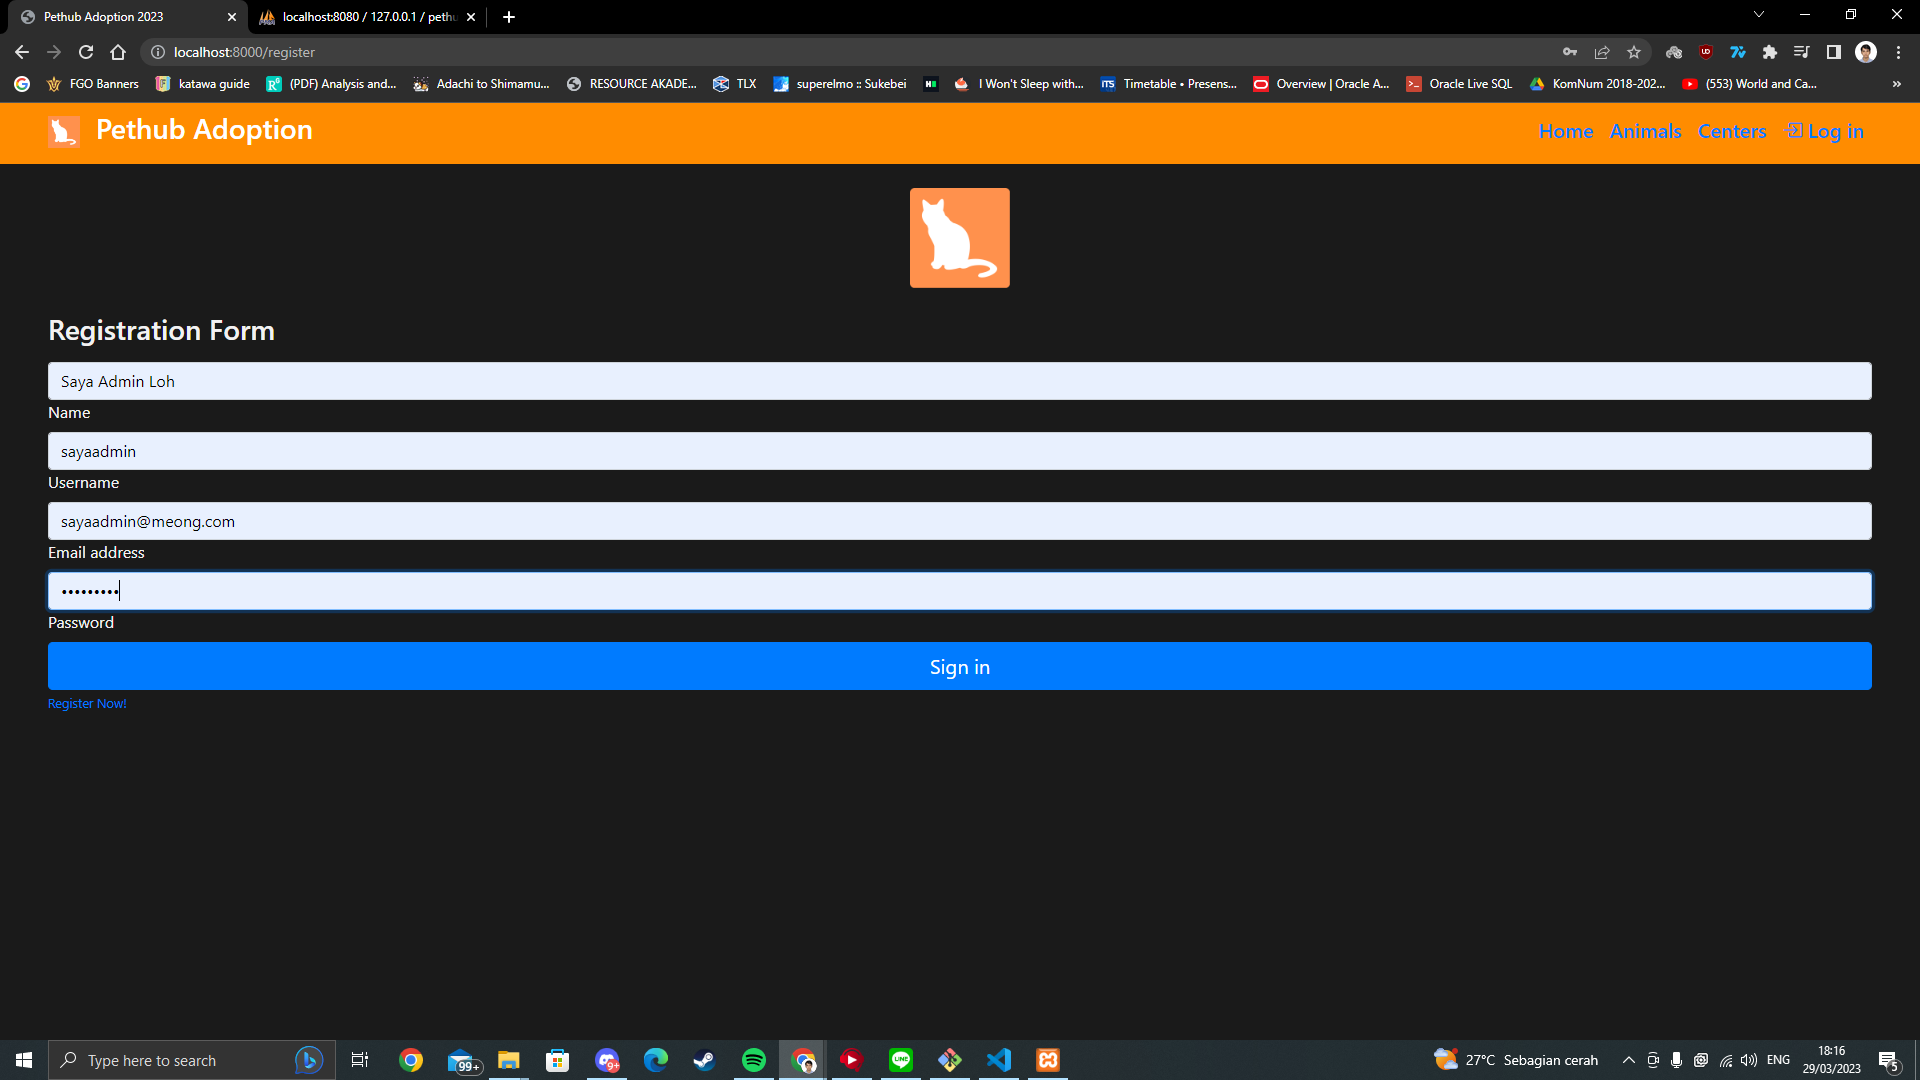 Pethub Adoption 2023
localhost:8080 / 127.0.0.1 / pethu
localhost:8000/register
FGO Banners
katawa guide
(PDF) Analysis and...
Adachi to Shimamu...
RESOURCE AKADE...
TLX
superelmo :: Sukebei
I Won't Sleep with...
Timetable • Presens...
Overview | Oracle A...
Oracle Live SQL
KomNum 2018-202...
(553) World and Ca...
»
Pethub Adoption
Home
Animals
Centers
Log in
Registration Form
Saya Admin Loh
Name
sayaadmin
Username
sayaadmin@meong.com
Email address
•••••••••
Password
Sign in
Register Now!
Type here to search
99+
9+
LINE
27°C Sebagian cerah
ENG
18:16
29/03/2023
5